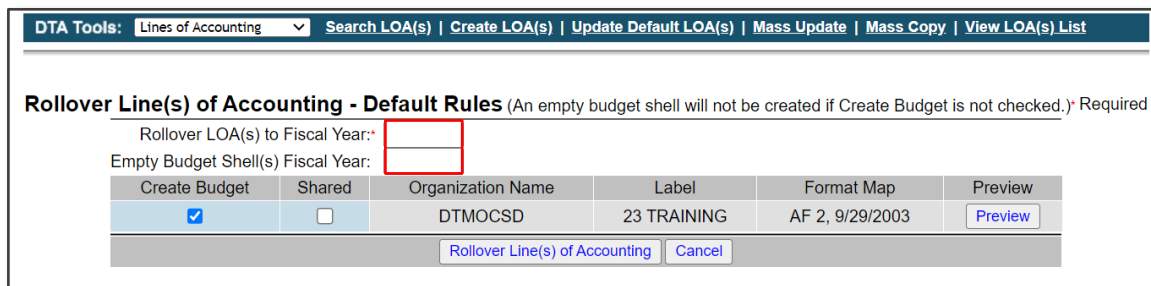 DTA Tools: Lines of Accounting Search LOA(s) | Create LOA(s) | Update Default LOA(s) | Mass Update | Mass Copy | View LOA(s) List
Rollover Line(s) of Accounting - Default Rules (An empty budget shell will not be created if Create Budget is not checked.)* Required
Rollover LOA(s) to Fiscal Year:*
Empty Budget Shell(s) Fiscal Year:
Create Budget Shared Organization Name Label Format Map Preview
DTMOCSD 23 TRAINING AF 2, 9/29/2003 Preview
Rollover Line(s) of Accounting Cancel